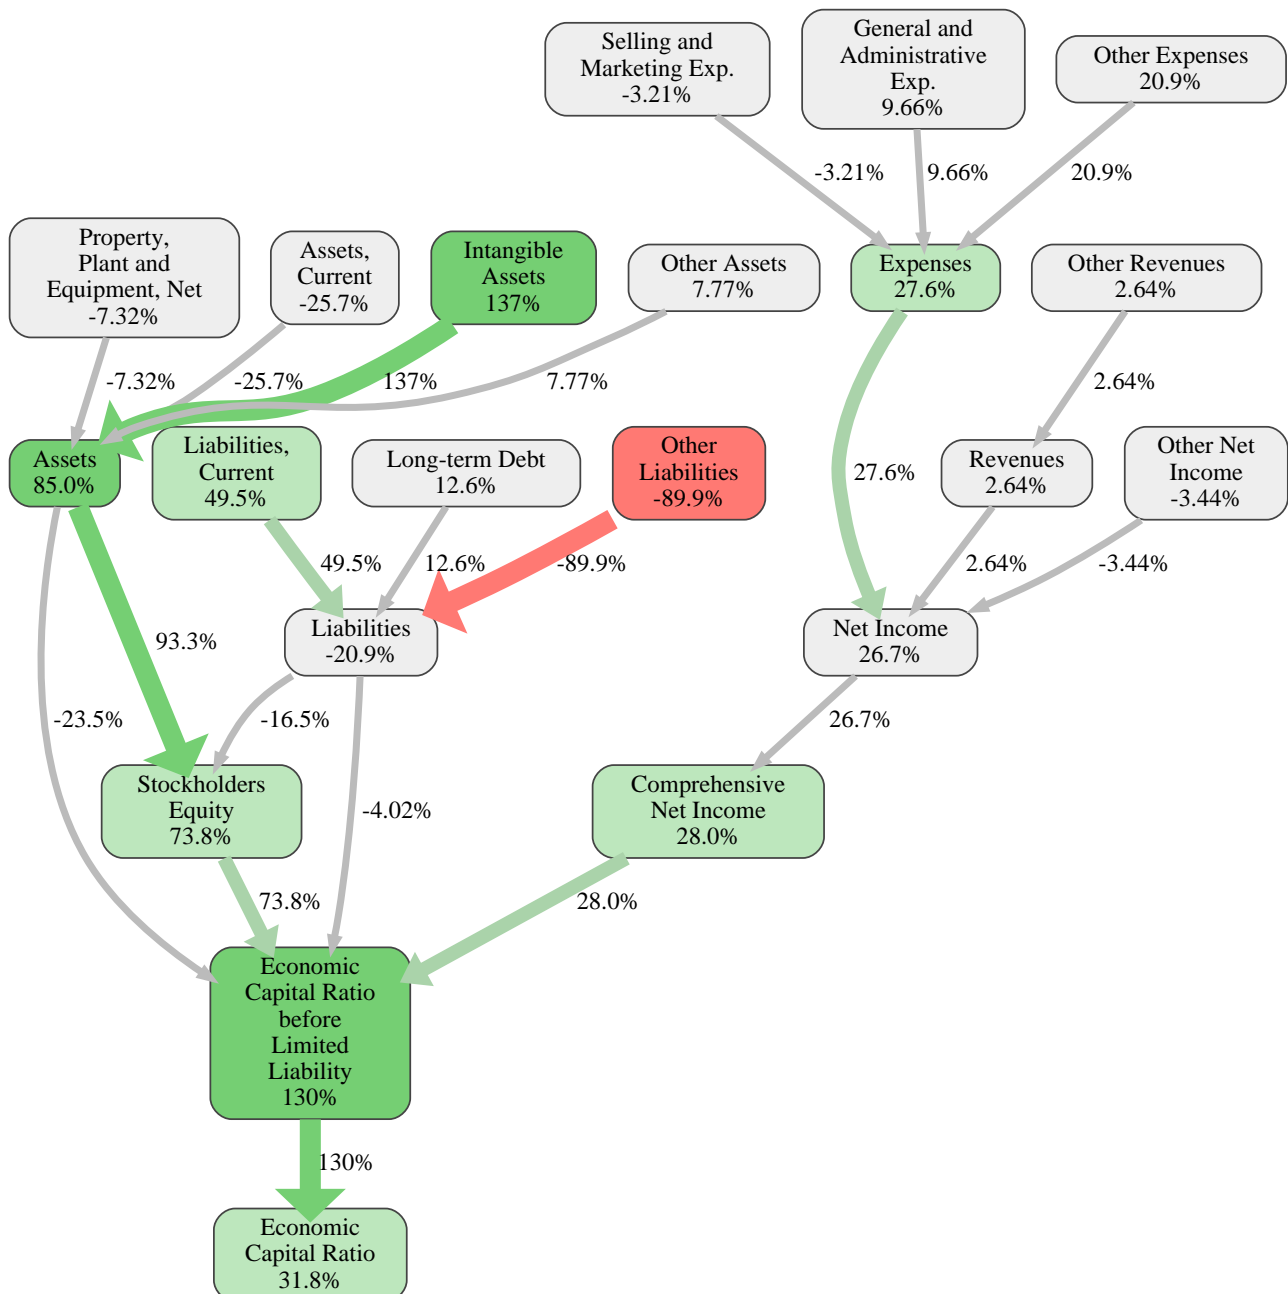 Selling and
Marketing Exp.
-3.21%
General and
Administrative
Exp.
9.66%
Other Expenses
20.9%
-3.21%
9.66%
20.9%
Property,
Plant and
Equipment, Net
-7.32%
Assets,
Current
-25.7%
Intangible
Assets
137%
Other Assets
7.77%
Expenses
27.6%
Other Revenues
2.64%
-7.32%
-25.7%
137%
7.77%
2.64%
Assets
85.0%
Liabilities,
Current
49.5%
Long-term Debt
12.6%
Other
Liabilities
-89.9%
27.6%
Revenues
2.64%
Other Net
Income
-3.44%
49.5%
12.6%
-89.9%
2.64%
-3.44%
93.3%
Liabilities
-20.9%
Net Income
26.7%
-23.5%
-16.5%
26.7%
Stockholders
Equity
73.8%
-4.02%
Comprehensive
Net Income
28.0%
73.8%
28.0%
Economic
Capital Ratio
before
Limited
Liability
130%
130%
Economic
Capital Ratio
31.8%